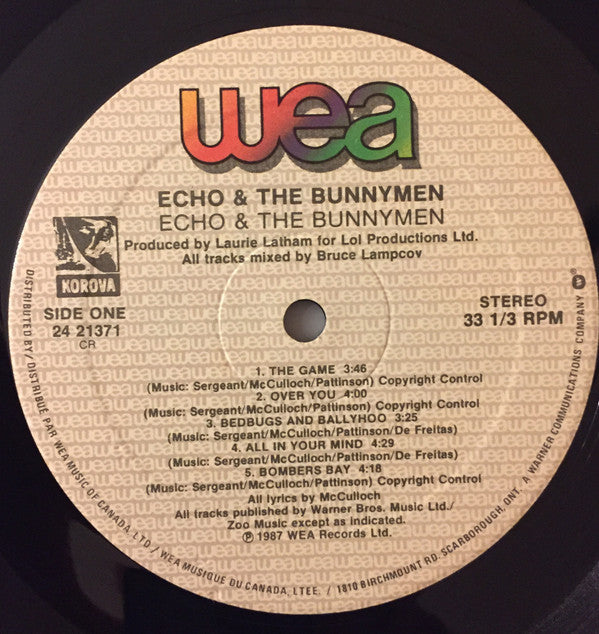 wea
ECHO & THE BUNNYMEN
ECHO & THE BUNNYMEN
Produced by Laurie Latham for Lol Productions Ltd.
All tracks mixed by Bruce Lampcov
KOROVA
SIDE ONE
24 21371
CR
STEREO
33 1/3 RPM
1. THE GAME 3:46
(Music: Sergeant/McCulloch/Pattinson) Copyright Control
2. OVER YOU 4:00
(Music: Sergeant/McCulloch/Pattinson) Copyright Control
3. BEDBUGS AND BALLYHOO 3:25
(Music: Sergeant/McCulloch/Pattinson/De Freitas)
4. ALL IN YOUR MIND 4:29
(Music: Sergeant/McCulloch/Pattinson/De Freitas)
5. BOMBERS BAY 4:18
(Music: Sergeant/McCulloch/Pattinson) Copyright Control
All lyrics by McCulloch
All tracks published by Warner Bros. Music Ltd./
Zoo Music except as indicated.
℗ 1987 WEA Records Ltd.
DISTRIBUTED BY / DISTRIBUÉ PAR WEA MUSIC OF CANADA, LTD / WEA MUSIQUE DU CANADA, LTEE. / 1810 BIRCHMOUNT RD. SCARBOROUGH, ONT. A WARNER COMMUNICATIONS COMPANY